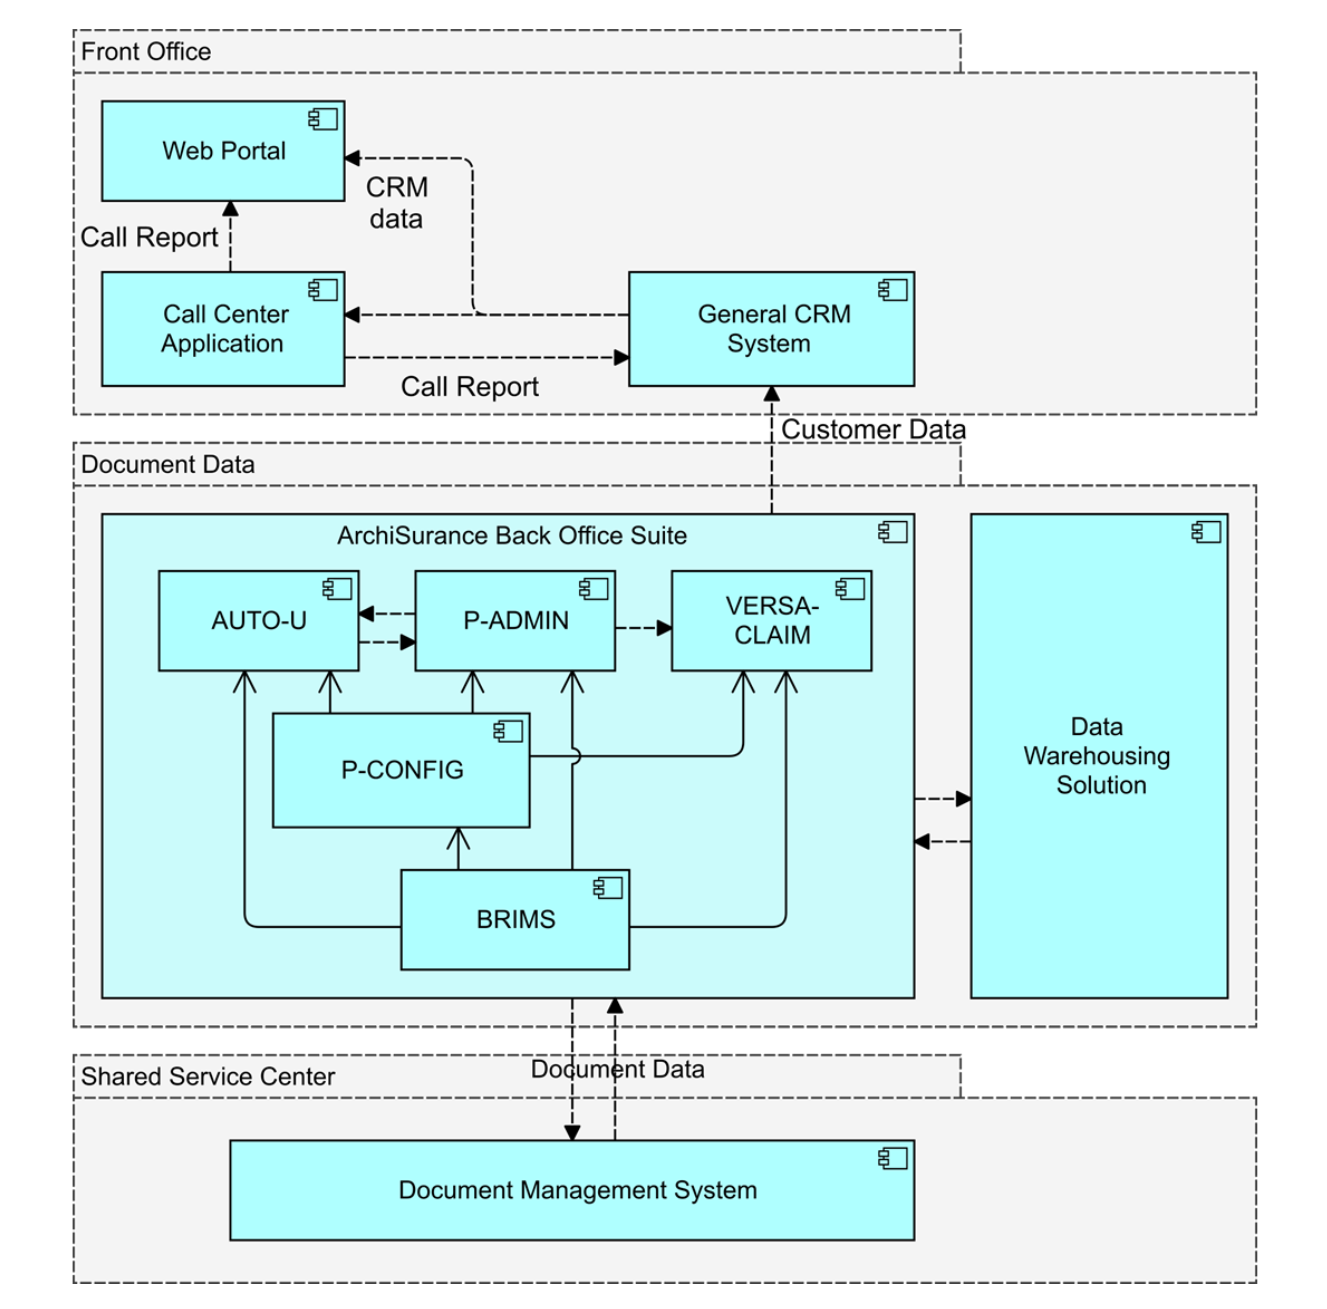 Front Office
Web Portal
CRM
data
Call Report
Call Center
Application
General CRM
System
Call Report
Customer Data
Document Data
ArchiSurance Back Office Suite
AUTO-U
P-ADMIN
VERSA-
CLAIM
P-CONFIG
Data
Warehousing
Solution
BRIMS
Document Data
Shared Service Center
Document Management System